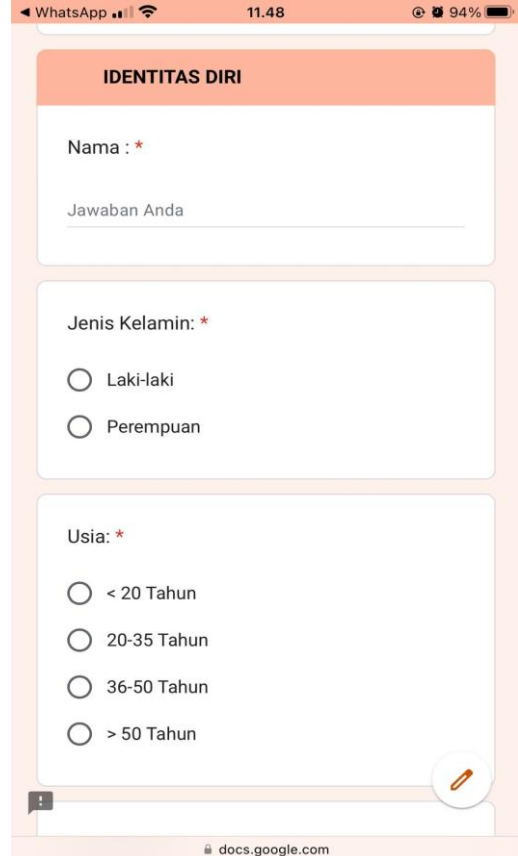 WhatsApp 11.48 94%
IDENTITAS DIRI
Nama : *
Jawaban Anda
Jenis Kelamin: *
Laki-laki
Perempuan
Usia: *
< 20 Tahun
20-35 Tahun
36-50 Tahun
> 50 Tahun
docs.google.com